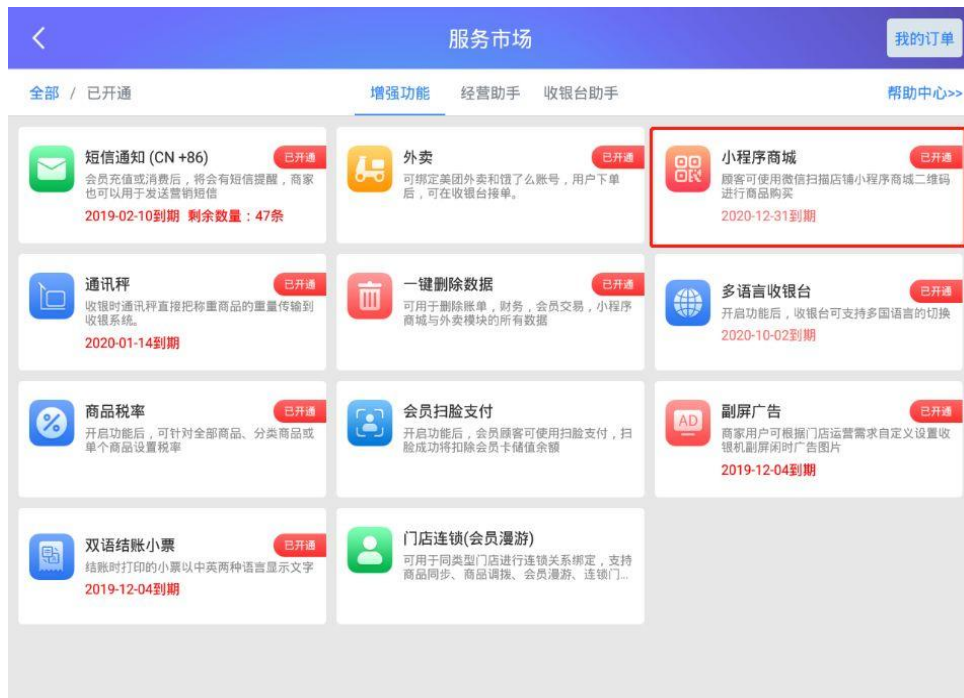 服务市场
我的订单
全部 / 已开通
增强功能
经营助手
收银台助手
帮助中心>>
短信通知 (CN +86)
已开通
会员充值或消费后，将会有短信提醒，商家
也可以用于发送营销短信
2019-02-10到期 剩余数量：47条
外卖
已开通
可绑定美团外卖和饿了么账号，用户下单
后，可在收银台接单。
小程序商城
已开通
顾客可使用微信扫描店铺小程序商城二维码
进行商品购买
2020-12-31到期
通讯秤
已开通
收银时通讯秤直接把称重商品的重量传输到
收银系统。
2020-01-14到期
一键删除数据
已开通
可用于删除账单，财务，会员交易，小程序
商城与外卖模块的所有数据
多语言收银台
已开通
开启功能后，收银台可支持多国语言的切换
2020-10-02到期
商品税率
已开通
开启功能后，可针对全部商品、分类商品或
单个商品设置税率
会员扫脸支付
开启功能后，会员顾客可使用扫脸支付，扫
脸成功将扣除会员卡储值余额
AD
副屏广告
已开通
商家用户可根据门店运营需求自定义设置收
银机副屏闲时广告图片
2019-12-04到期
双语结账小票
已开通
结账时打印的小票以中英两种语言显示文字
2019-12-04到期
门店连锁(会员漫游)
可用于同类型门店进行连锁关系绑定，支持
商品同步、商品调拨、会员漫游、连锁门...